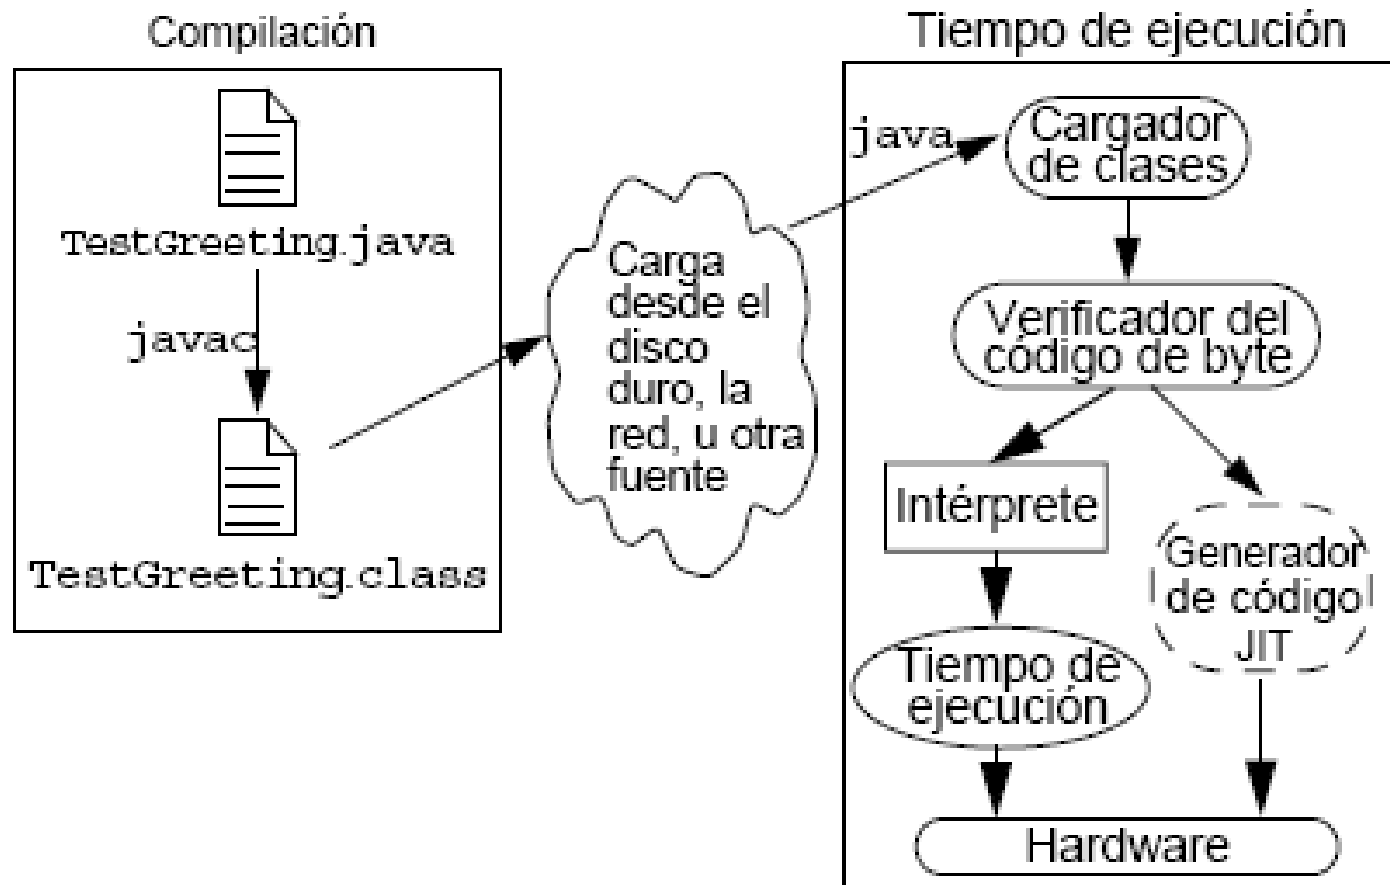 Compilación
TestGreeting.java
javac
TestGreeting.class
Carga
desde el
disco
duro, la
red, u otra
fuente
Tiempo de ejecución
java
Cargador
de clases
Verificador del
código de byte
Intérprete
Generador
de código
JIT
Tiempo de
ejecución
Hardware